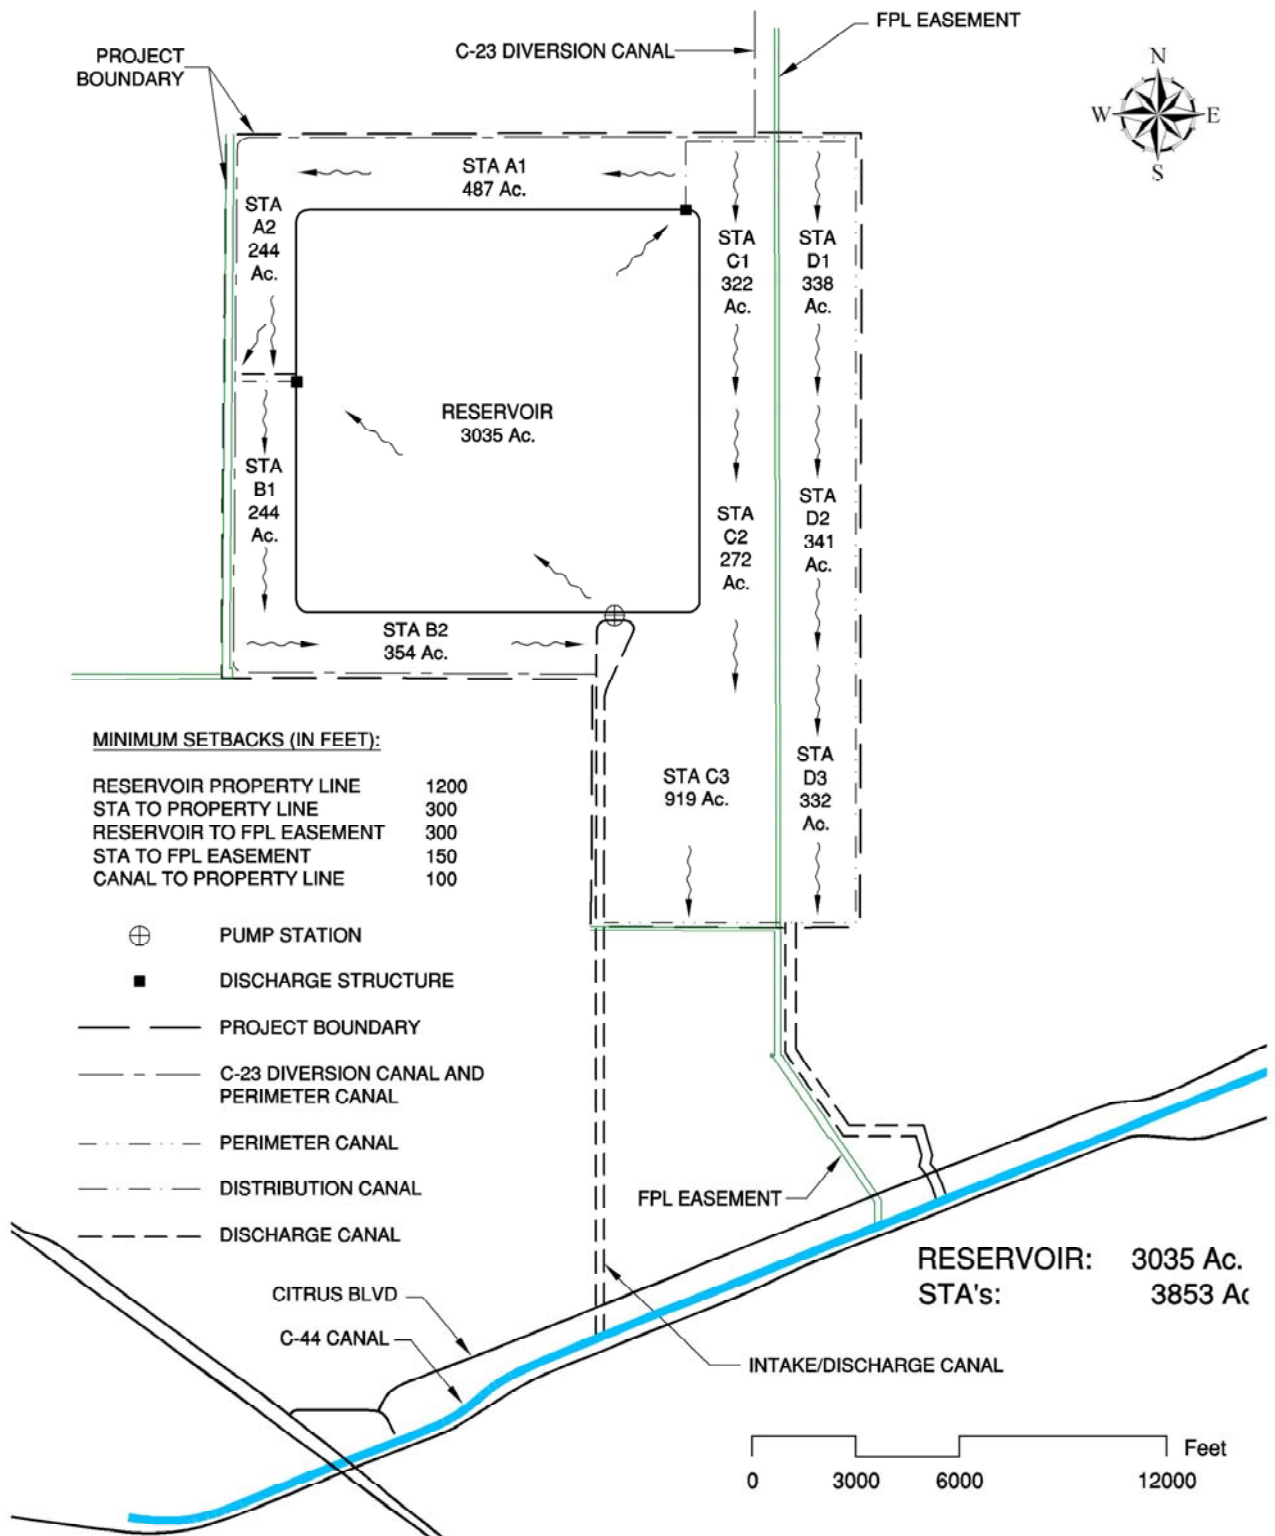 FPL EASEMENT
C-23 DIVERSION CANAL
PROJECT
BOUNDARY
N
W
E
S
STA A1
487 Ac.
STA
A2
244
Ac.
STA
C1
322
Ac.
STA
D1
338
Ac.
RESERVOIR
3035 Ac.
STA
B1
244
Ac.
STA
C2
272
Ac.
STA
D2
341
Ac.
STA B2
354 Ac.
STA C3
919 Ac.
STA
D3
332
Ac.
MINIMUM SETBACKS (IN FEET):
RESERVOIR PROPERTY LINE 1200
STA TO PROPERTY LINE 300
RESERVOIR TO FPL EASEMENT 300
STA TO FPL EASEMENT 150
CANAL TO PROPERTY LINE 100
PUMP STATION
DISCHARGE STRUCTURE
PROJECT BOUNDARY
C-23 DIVERSION CANAL AND
PERIMETER CANAL
PERIMETER CANAL
DISTRIBUTION CANAL
DISCHARGE CANAL
FPL EASEMENT
RESERVOIR: 3035 Ac.
STA's: 3853 Ac
CITRUS BLVD
C-44 CANAL
INTAKE/DISCHARGE CANAL
Feet
0 3000 6000 12000